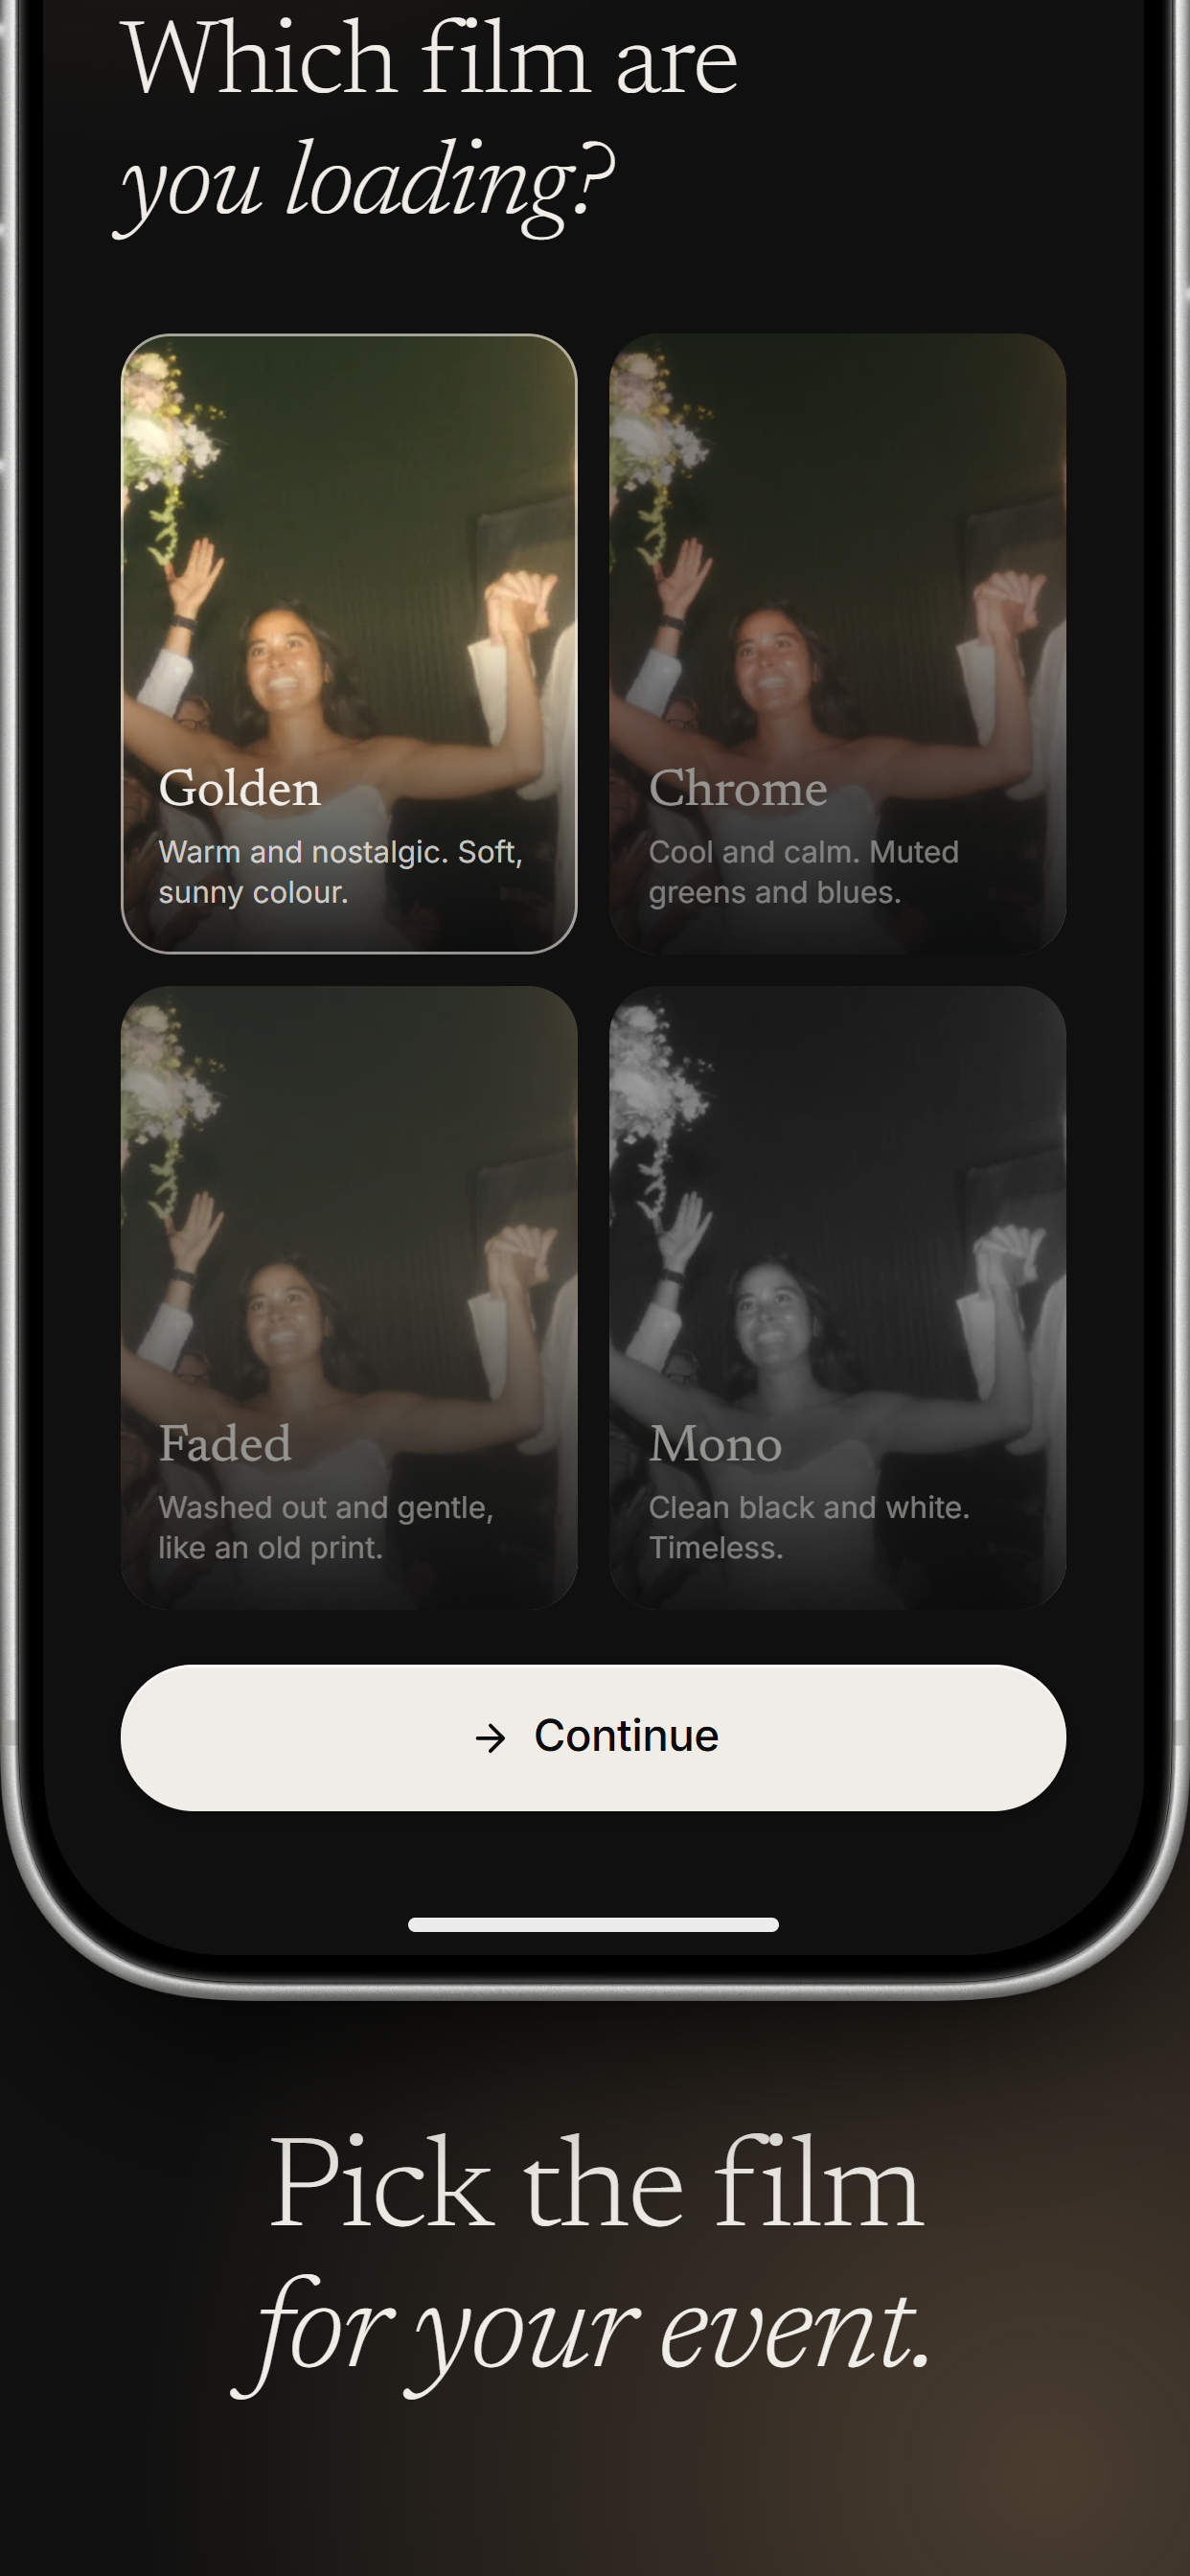 Which film are
you loading?
Golden
Warm and nostalgic. Soft,
sunny colour.
Chrome
Cool and calm. Muted
greens and blues.
Faded
Washed out and gentle,
like an old print.
Mono
Clean black and white.
Timeless.
→ Continue
Pick the film
for your event.